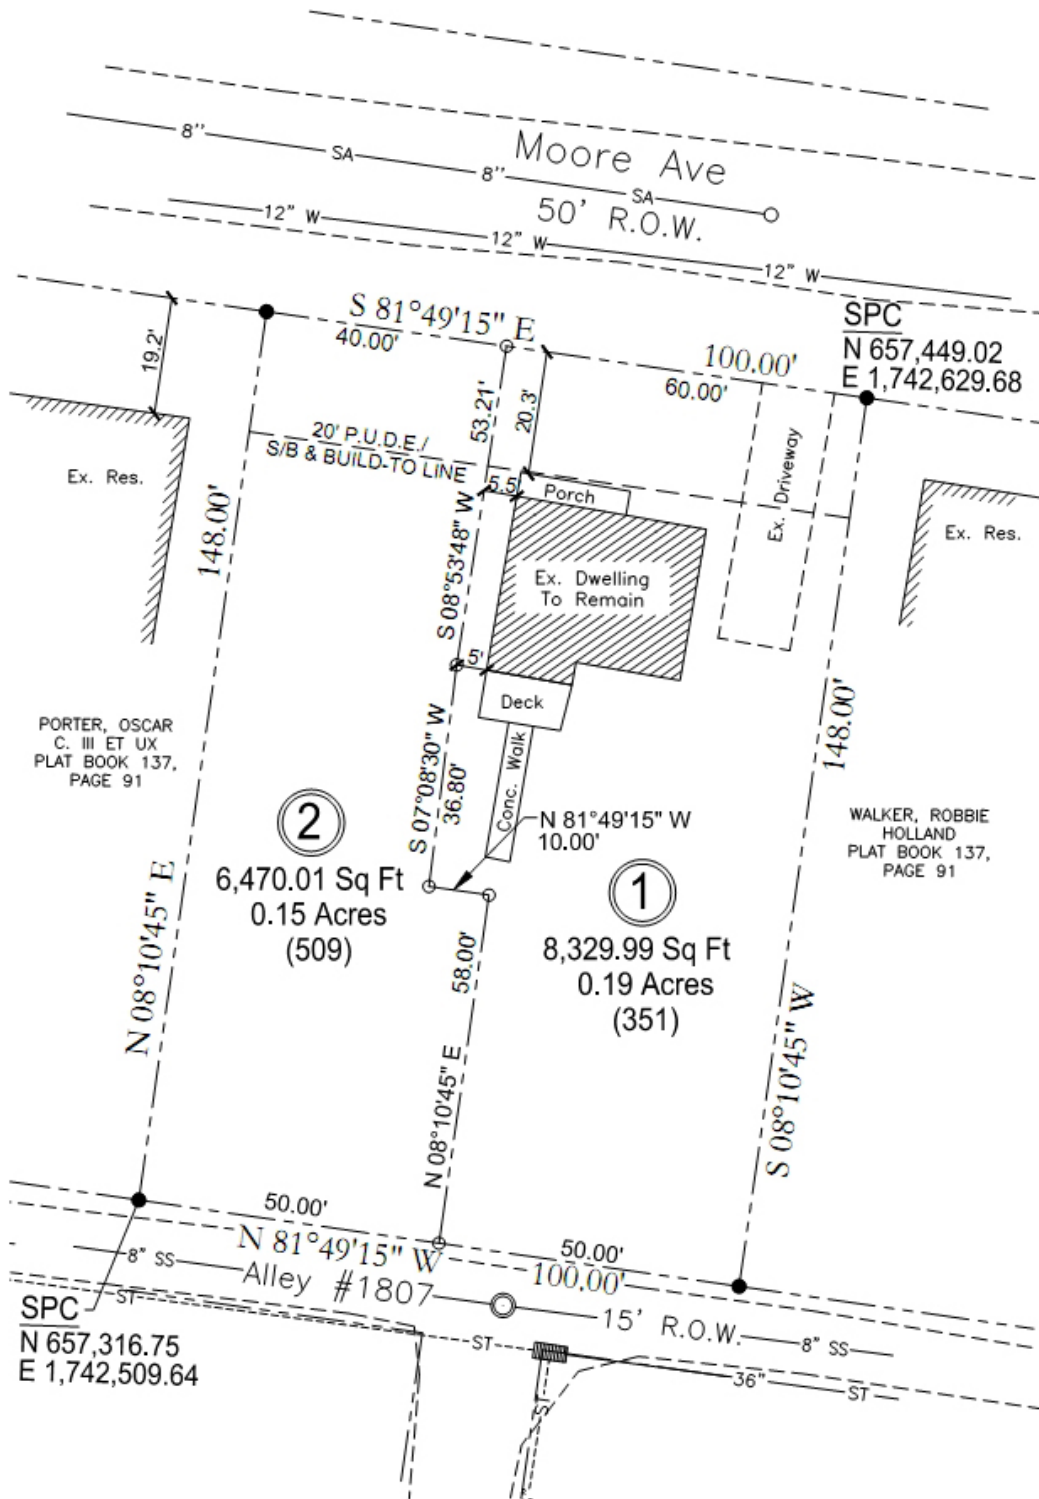 Moore Ave
50' R.O.W.
8"
SA
8"
SA
12" W
12" W
12" W
SPC
N 657,449.02
E 1,742,629.68
S 81°49'15" E
40.00'
100.00'
60.00'
19.2'
53.21'
20.3'
20' P.U.D.E./
S/B & BUILD-TO LINE
Ex. Res.
5.5'
Porch
Ex. Driveway
Ex. Res.
148.00'
S 08°53'48" W
Ex. Dwelling
To Remain
5'
Deck
148.00'
PORTER, OSCAR
C. III ET UX
PLAT BOOK 137,
PAGE 91
S 07°08'30" W
36.80'
Conc. Walk
N 81°49'15" W
10.00'
WALKER, ROBBIE
HOLLAND
PLAT BOOK 137,
PAGE 91
2
6,470.01 Sq Ft
0.15 Acres
(509)
1
8,329.99 Sq Ft
0.19 Acres
(351)
N 08°10'45" E
58.00'
N 08°10'45" E
S 08°10'45" W
50.00'
N 81°49'15" W
50.00'
100.00'
8" SS
Alley #1807
15' R.O.W.
8" SS
SPC
N 657,316.75
E 1,742,509.64
ST
ST
36"
ST
ST